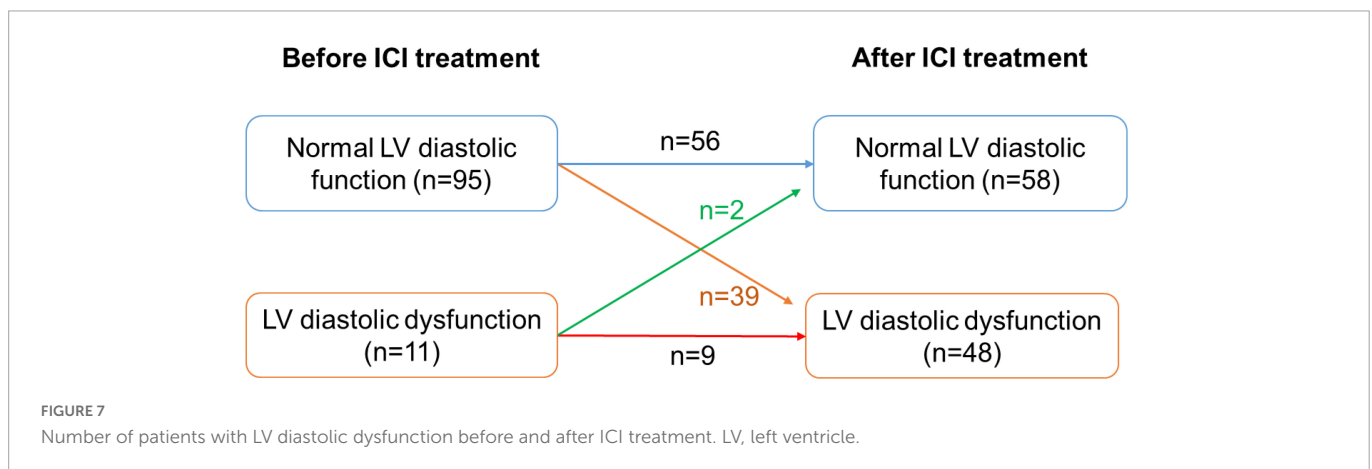 Before ICI treatment
After ICI treatment
Normal LV diastolic
function (n=95)
n=56
Normal LV diastolic
function (n=58)
n=2
n=39
LV diastolic dysfunction
(n=11)
n=9
LV diastolic dysfunction
(n=48)
FIGURE 7
Number of patients with LV diastolic dysfunction before and after ICI treatment. LV, left ventricle.